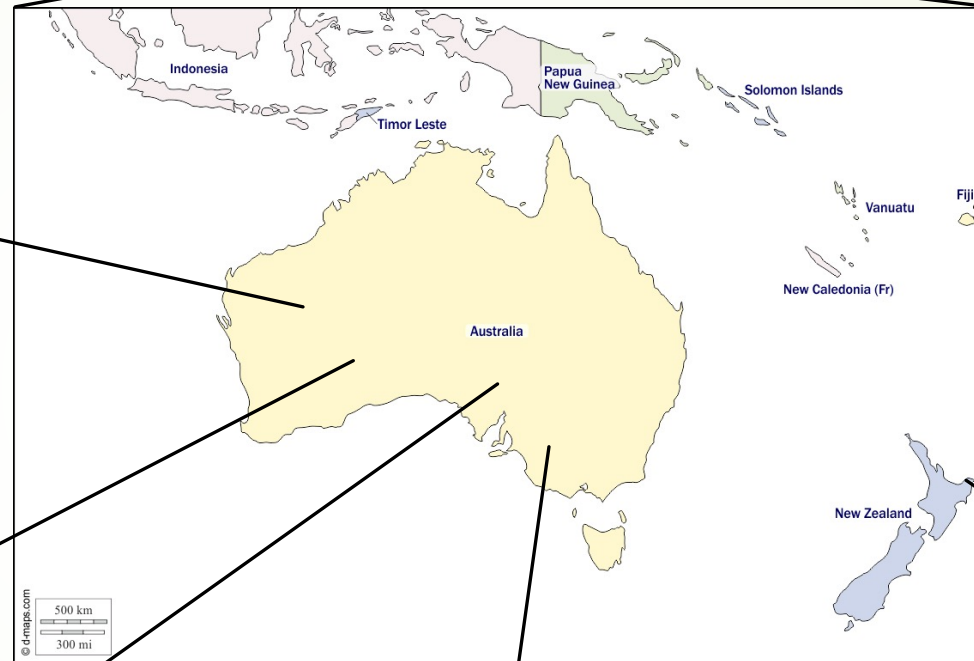 Indonesia
Papua
New Guinea
Solomon Islands
Timor Leste
Vanuatu
Fiji
New Caledonia (Fr)
Australia
New Zealand
500 km
300 mi
© d-maps.com